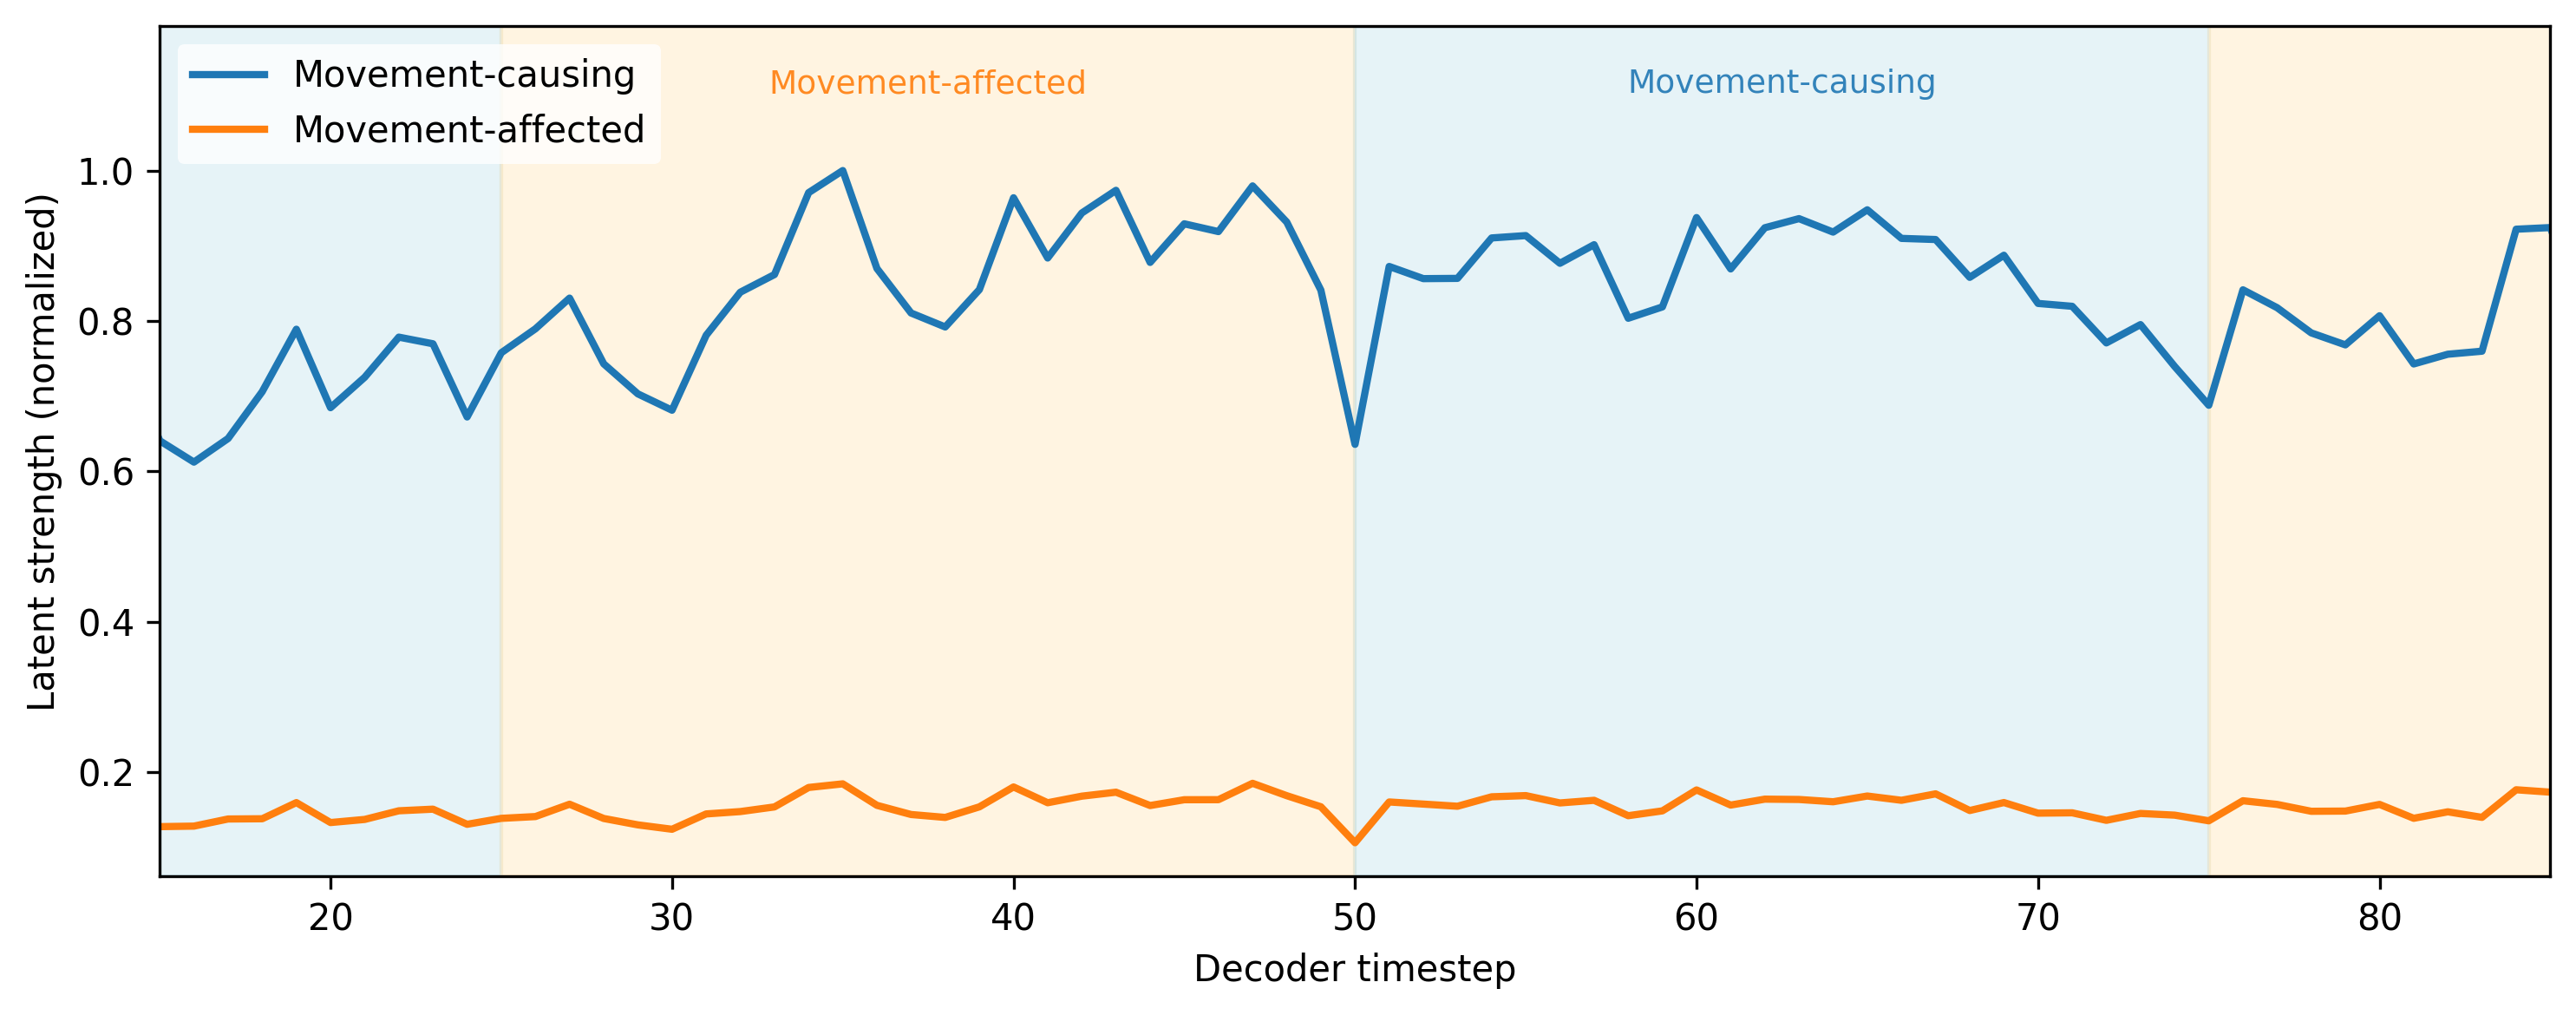 Movement-causing
Movement-affected
Movement-affected
Movement-causing
Latent strength (normalized)
1.0
0.8
0.6
0.4
0.2
20
30
40
50
60
70
80
Decoder timestep